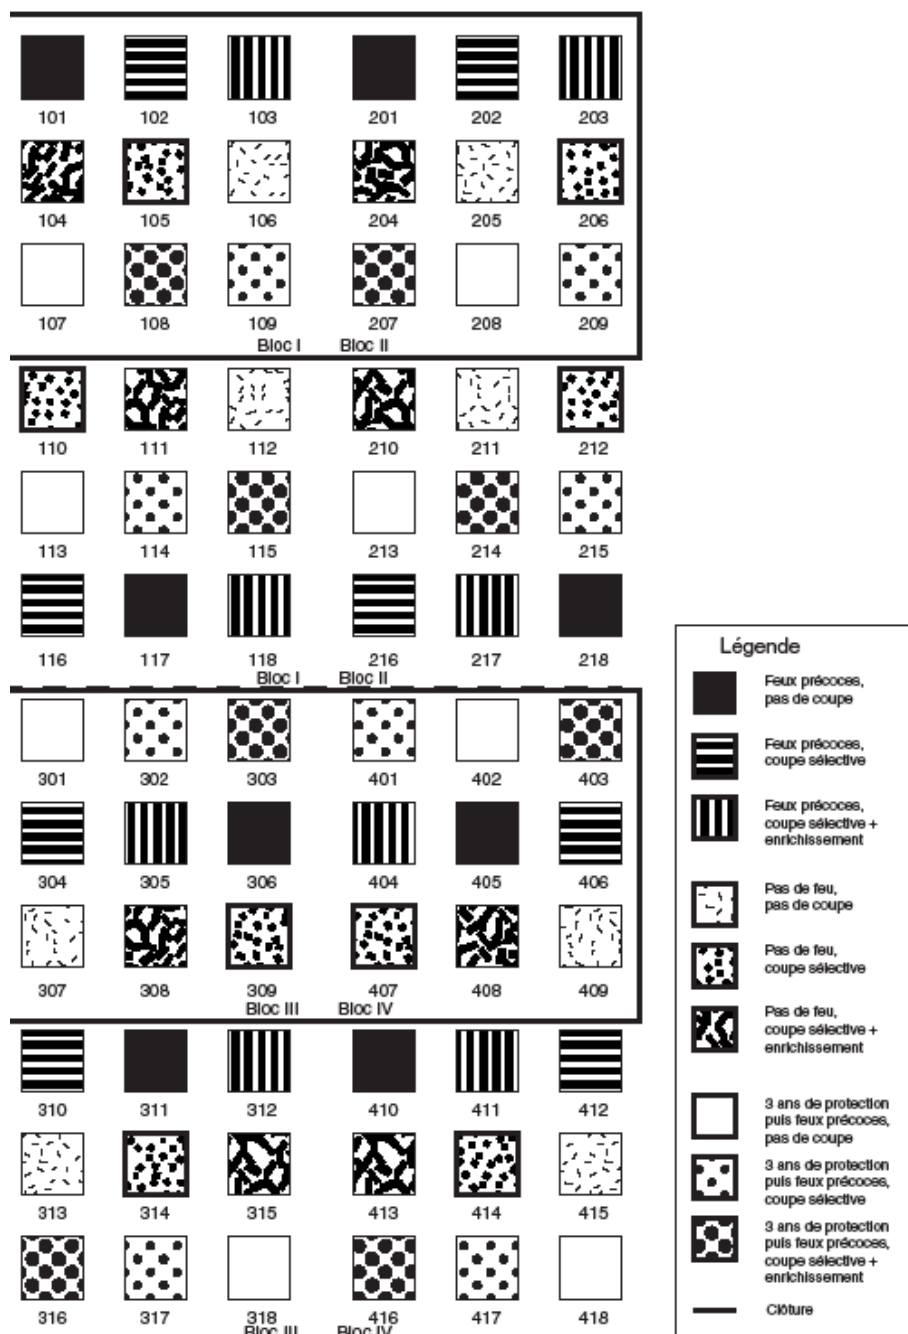 101 102 103 201 202 203
104 105 106 204 205 206
107 108 109 207 208 209
Bloc I Bloc II
110 111 112 210 211 212
113 114 115 213 214 215
116 117 118 216 217 218
Bloc I Bloc II
301 302 303 401 402 403
304 305 306 404 405 406
307 308 309 407 408 409
Bloc III Bloc IV
310 311 312 410 411 412
313 314 315 413 414 415
316 317 318 416 417 418
Bloc III Bloc IV
Légende
Feux précoces,
pas de coupe
Feux précoces,
coupe sélective
Feux précoces,
coupe sélective +
enrichissement
Pas de feu,
pas de coupe
Pas de feu,
coupe sélective
Pas de feu,
coupe sélective +
enrichissement
3 ans de protection
puis feux précoces,
pas de coupe
3 ans de protection
puis feux précoces,
coupe sélective
3 ans de protection
puis feux précoces,
coupe sélective +
enrichissement
Clôture